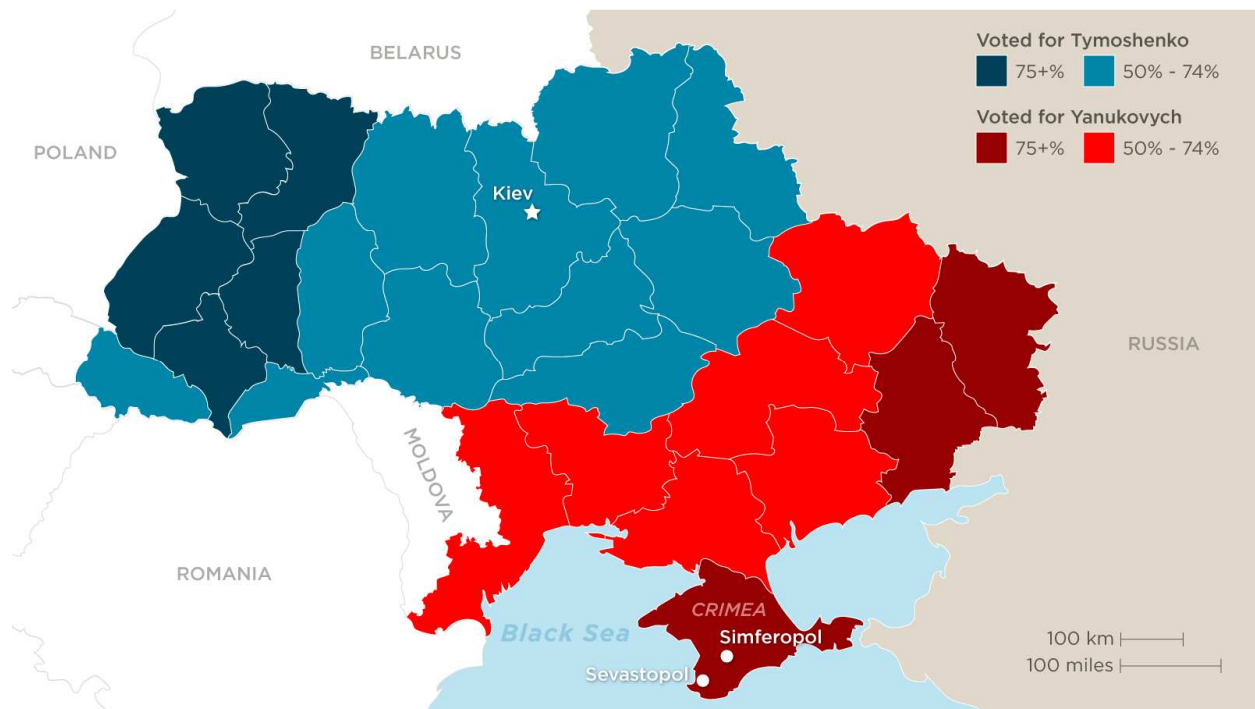 Voted for Tymoshenko
75+% 50% - 74%
Voted for Yanukovych
75+% 50% - 74%
BELARUS
POLAND
Kiev
RUSSIA
MOLDOVA
ROMANIA
CRIMEA
Black Sea
Simferopol
Sevastopol
100 km
100 miles